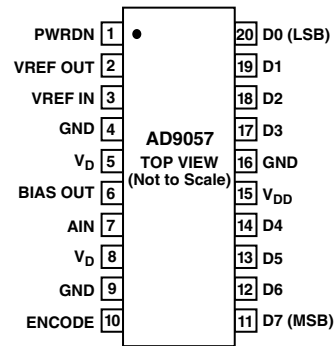 PWRDN 1
VREF OUT 2
VREF IN 3
GND 4
VD 5
BIAS OUT 6
AIN 7
VD 8
GND 9
ENCODE 10
AD9057
TOP VIEW
(Not to Scale)
20 D0 (LSB)
19 D1
18 D2
17 D3
16 GND
15 VDD
14 D4
13 D5
12 D6
11 D7 (MSB)